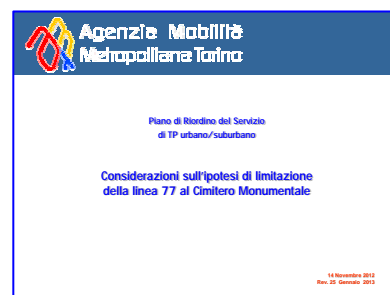 Agenzia Mobilità
Metropolitana Torino
Piano di Riordino del Servizio
di TP urbano/suburbano
Considerazioni sull'ipotesi di limitazione
della linea 77 al Cimitero Monumentale
14 Novembre 2012
Rev. 25 Gennaio 2013